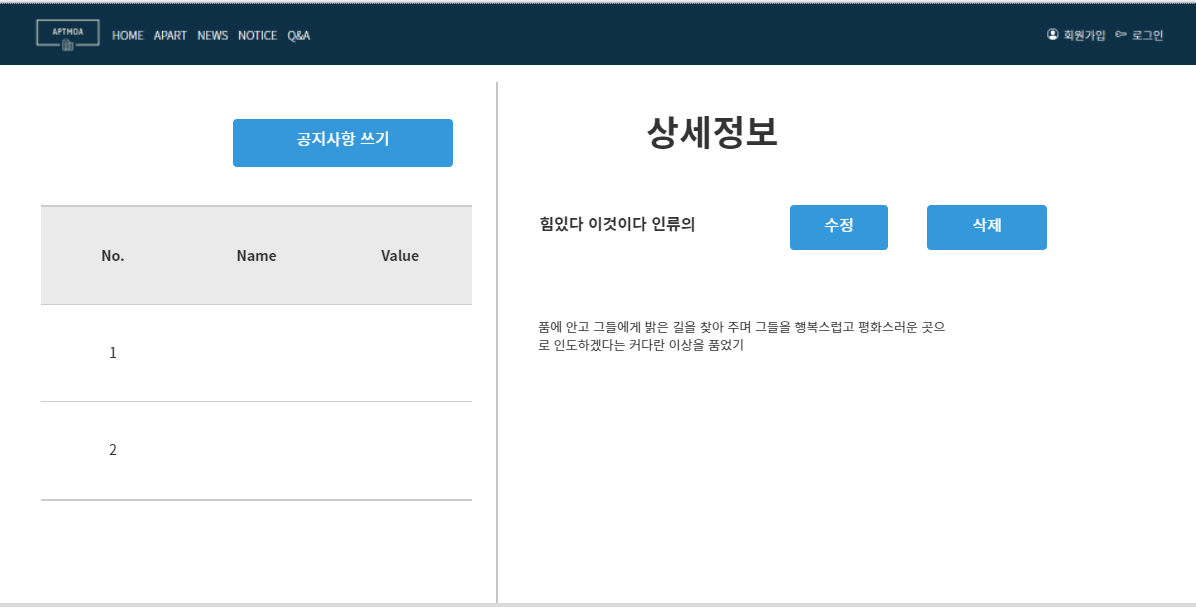 APTMOA
HOME APART NEWS NOTICE Q&A
회원가입 로그인
공지사항 쓰기
No. Name Value
1
2
상세정보
힘있다 이것이다 인류의
수정
삭제
품에 안고 그들에게 밝은 길을 찾아 주며 그들을 행복스럽고 평화스러운 곳으
로 인도하겠다는 커다란 이상을 품었기